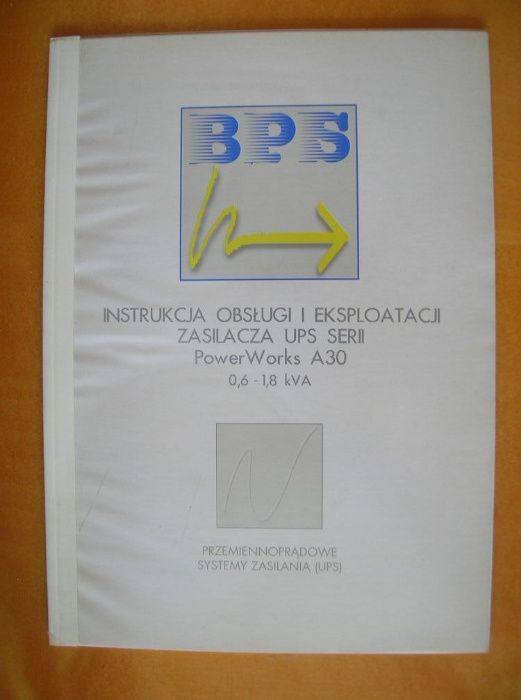 BPS
INSTRUKCJA OBSŁUGI I EKSPLOATACJI
ZASILACZA UPS SERII
PowerWorks A30
0,6 - 1,8 kVA
PRZEMIENNOPRĄDOWE
SYSTEMY ZASILANIA (UPS)